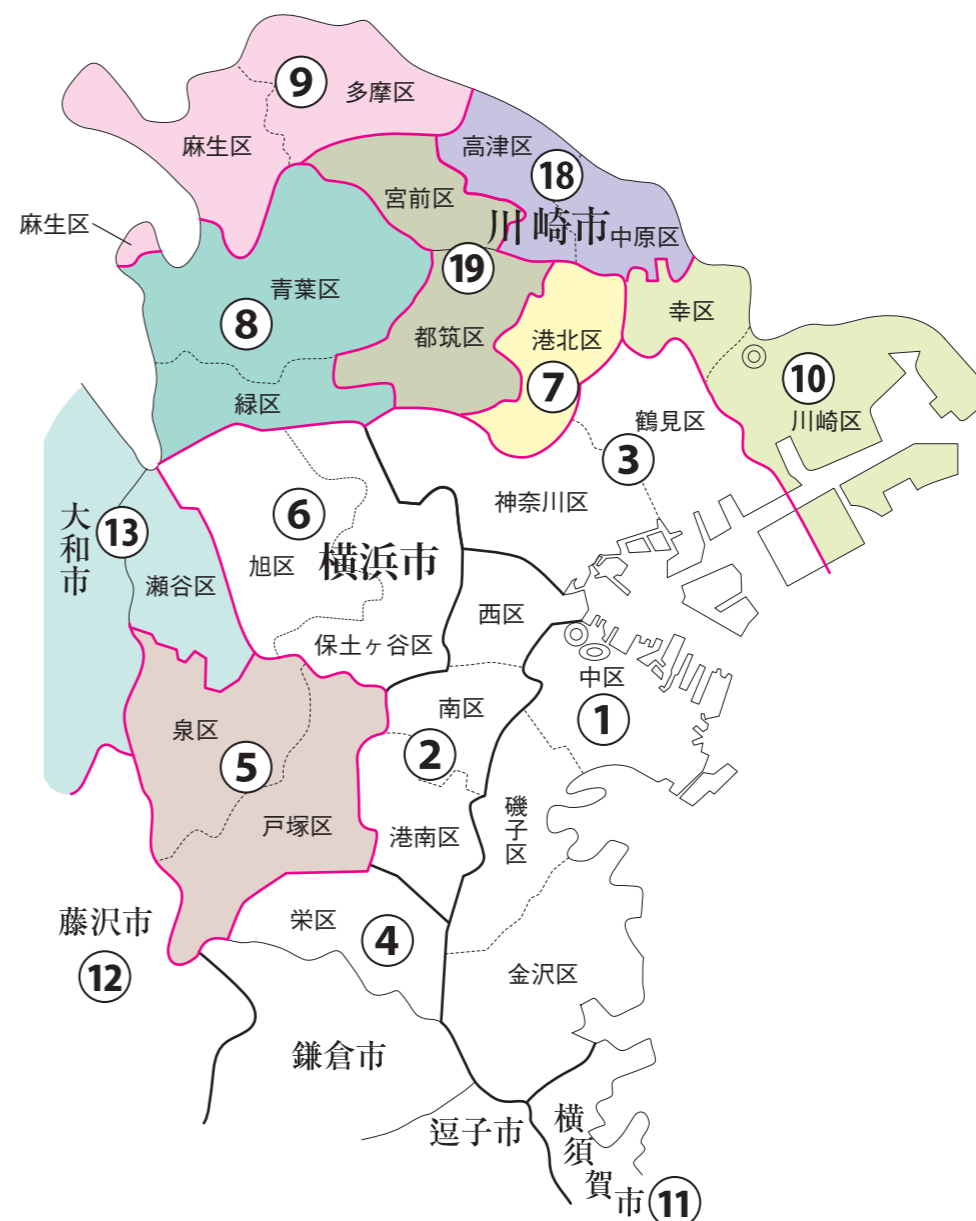 ⑨
多摩区
麻生区
高津区
⑱
宮前区
麻生区
川崎市
中原区
⑲
青葉区
⑧
都筑区
港北区
幸区
⑦
⑩
緑区
鶴見区
川崎区
③
神奈川区
大和市
⑬
⑥
旭区
横浜市
瀬谷区
西区
保土ヶ谷区
中区
①
南区
②
泉区
⑤
磯子区
戸塚区
港南区
藤沢市
⑫
栄区
④
金沢区
鎌倉市
逗子市
横須賀市
⑪